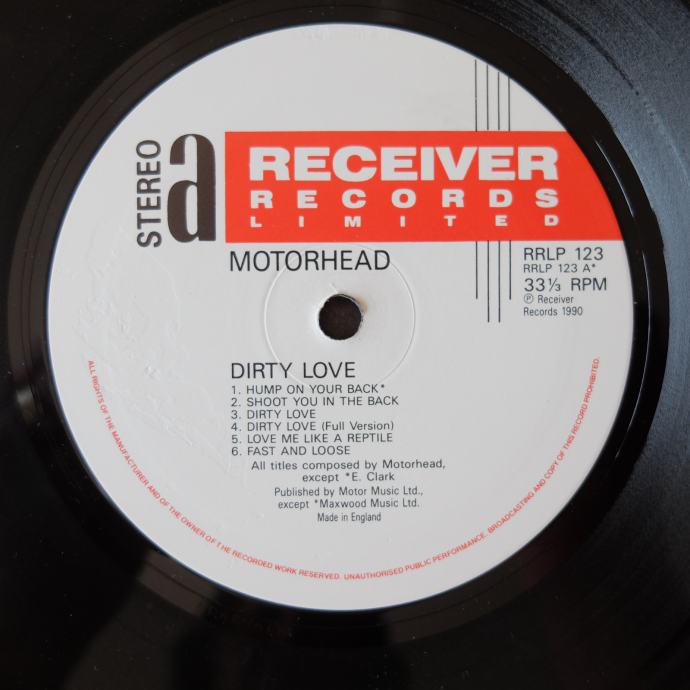 STEREO
a
RECEIVER
RECORDS
LIMITED
MOTORHEAD
RRLP 123
RRLP 123 A*
33⅓ RPM
℗ Receiver
Records 1990
DIRTY LOVE
1. HUMP ON YOUR BACK*
2. SHOOT YOU IN THE BACK
3. DIRTY LOVE
4. DIRTY LOVE (Full Version)
5. LOVE ME LIKE A REPTILE
6. FAST AND LOOSE
All titles composed by Motorhead,
except *E. Clark
Published by Motor Music Ltd.,
except *Maxwood Music Ltd.
Made in England
ALL RIGHTS OF THE MANUFACTURER AND OF THE OWNER OF THE RECORDED WORK RESERVED. UNAUTHORISED PUBLIC PERFORMANCE, BROADCASTING AND COPY OF THIS RECORD PROHIBITED.